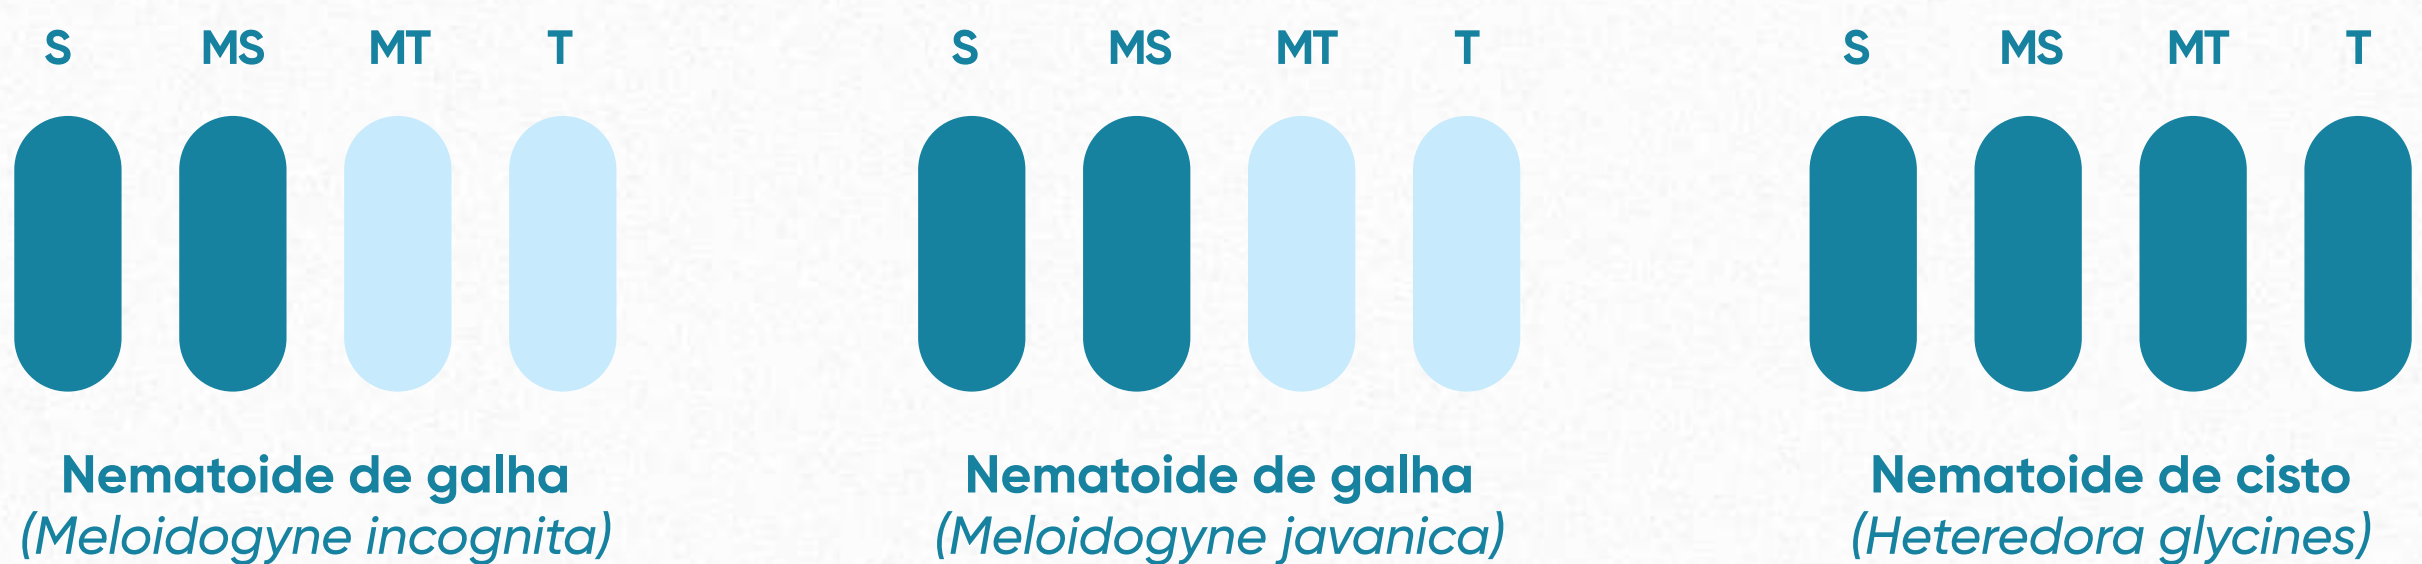 S MS MT T
Nematoide de galha
(Meloidogyne incognita)
S MS MT T
Nematoide de galha
(Meloidogyne javanica)
S MS MT T
Nematoide de cisto
(Heteredora glycines)